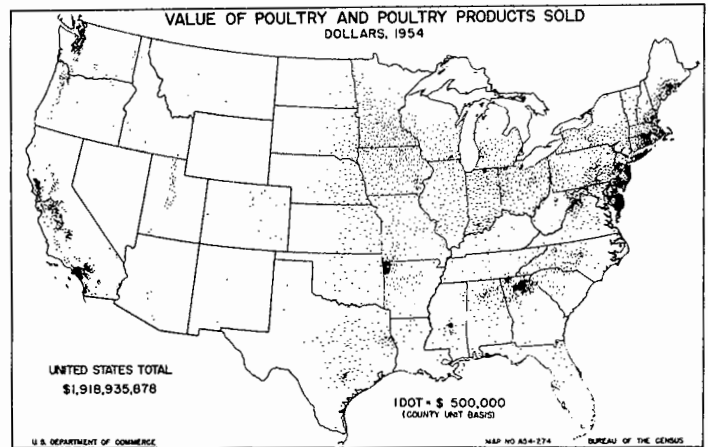 VALUE OF POULTRY AND POULTRY PRODUCTS SOLD
DOLLARS, 1954
UNITED STATES TOTAL
$1,918,935,878
1 DOT = $ 500,000
(COUNTY UNIT BASIS)
U.S. DEPARTMENT OF COMMERCE
MAP NO A54-274
BUREAU OF THE CENSUS